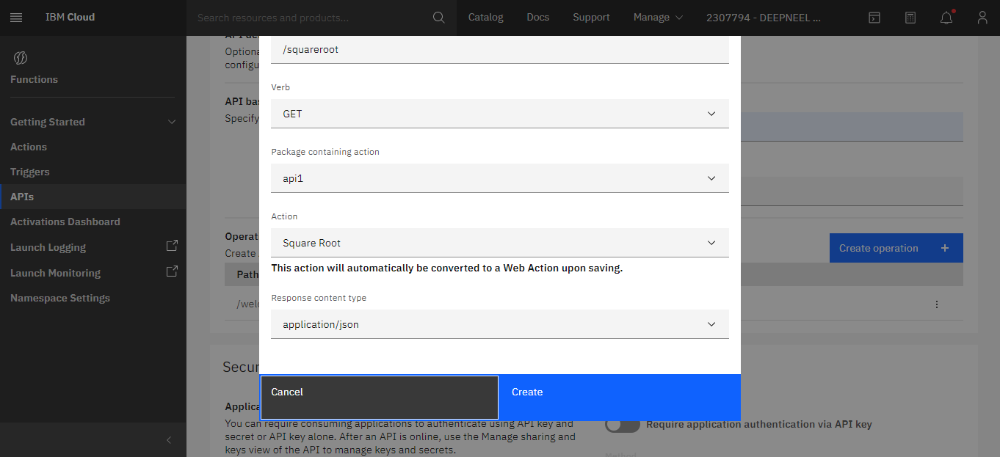 IBM Cloud
Search resources and products...
Catalog
Docs
Support
Manage
2307794 - DEEPNEEL ...
Functions
Getting Started
Actions
Triggers
APIs
Activations Dashboard
Launch Logging
Launch Monitoring
Namespace Settings
Optiona
configu
API bas
Specify
Operat
Create
Path
/welc
Create operation +
/squareroot
Verb
GET
Package containing action
api1
Action
Square Root
This action will automatically be converted to a Web Action upon saving.
Response content type
application/json
Cancel
Create
Secur
Applica
You can require consuming applications to authenticate using API key and
secret or API key alone. After an API is online, use the Manage sharing and
keys view of the API to manage keys and secrets.
Require application authentication via API key
Method